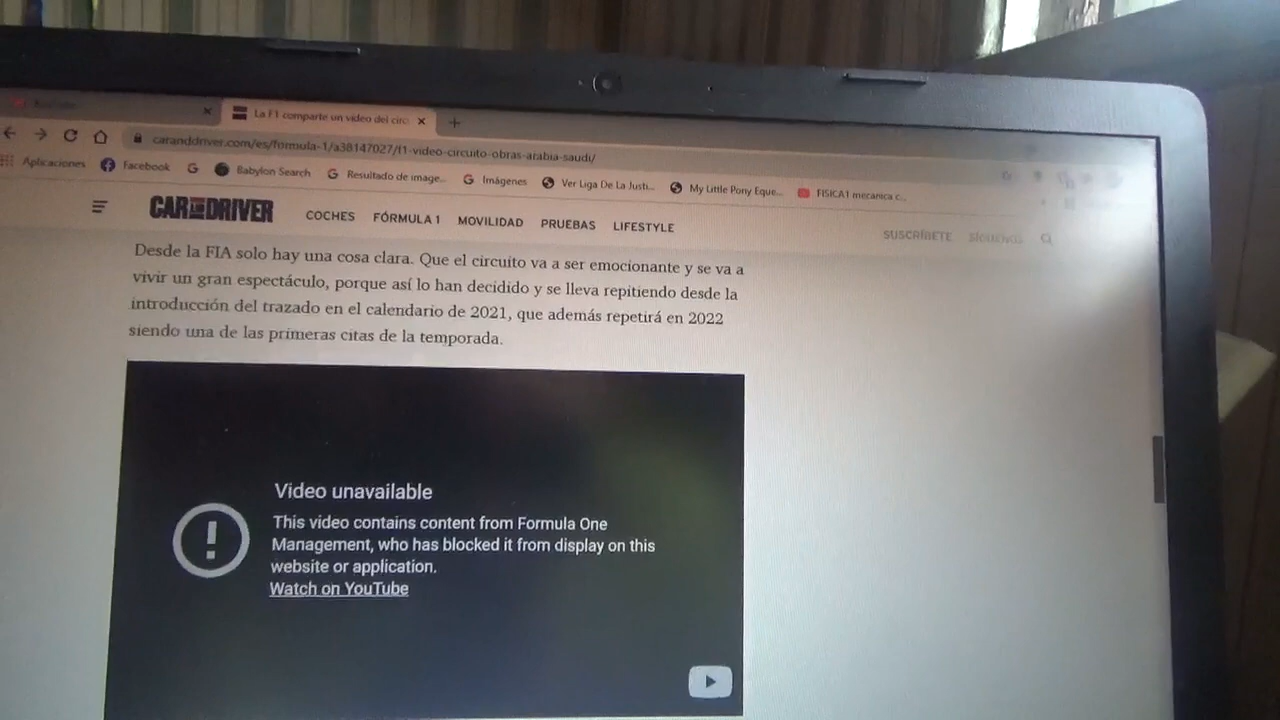 YouTube
La F1 comparte un video del circ
caranddriver.com/es/formula-1/a38147027/f1-video-circuito-obras-arabia-saudi/
Aplicaciones Facebook Babylon Search Resultado de image... Imágenes Ver Liga De La Justi... My Little Pony Eque... FISICA1 mecanica c...
CAR AND DRIVER COCHES FÓRMULA 1 MOVILIDAD PRUEBAS LIFESTYLE SUSCRÍBETE SÍGUENOS
Desde la FIA solo hay una cosa clara. Que el circuito va a ser emocionante y se va a
vivir un gran espectáculo, porque así lo han decidido y se lleva repitiendo desde la
introducción del trazado en el calendario de 2021, que además repetirá en 2022
siendo una de las primeras citas de la temporada.
Video unavailable
This video contains content from Formula One
Management, who has blocked it from display on this
website or application.
Watch on YouTube